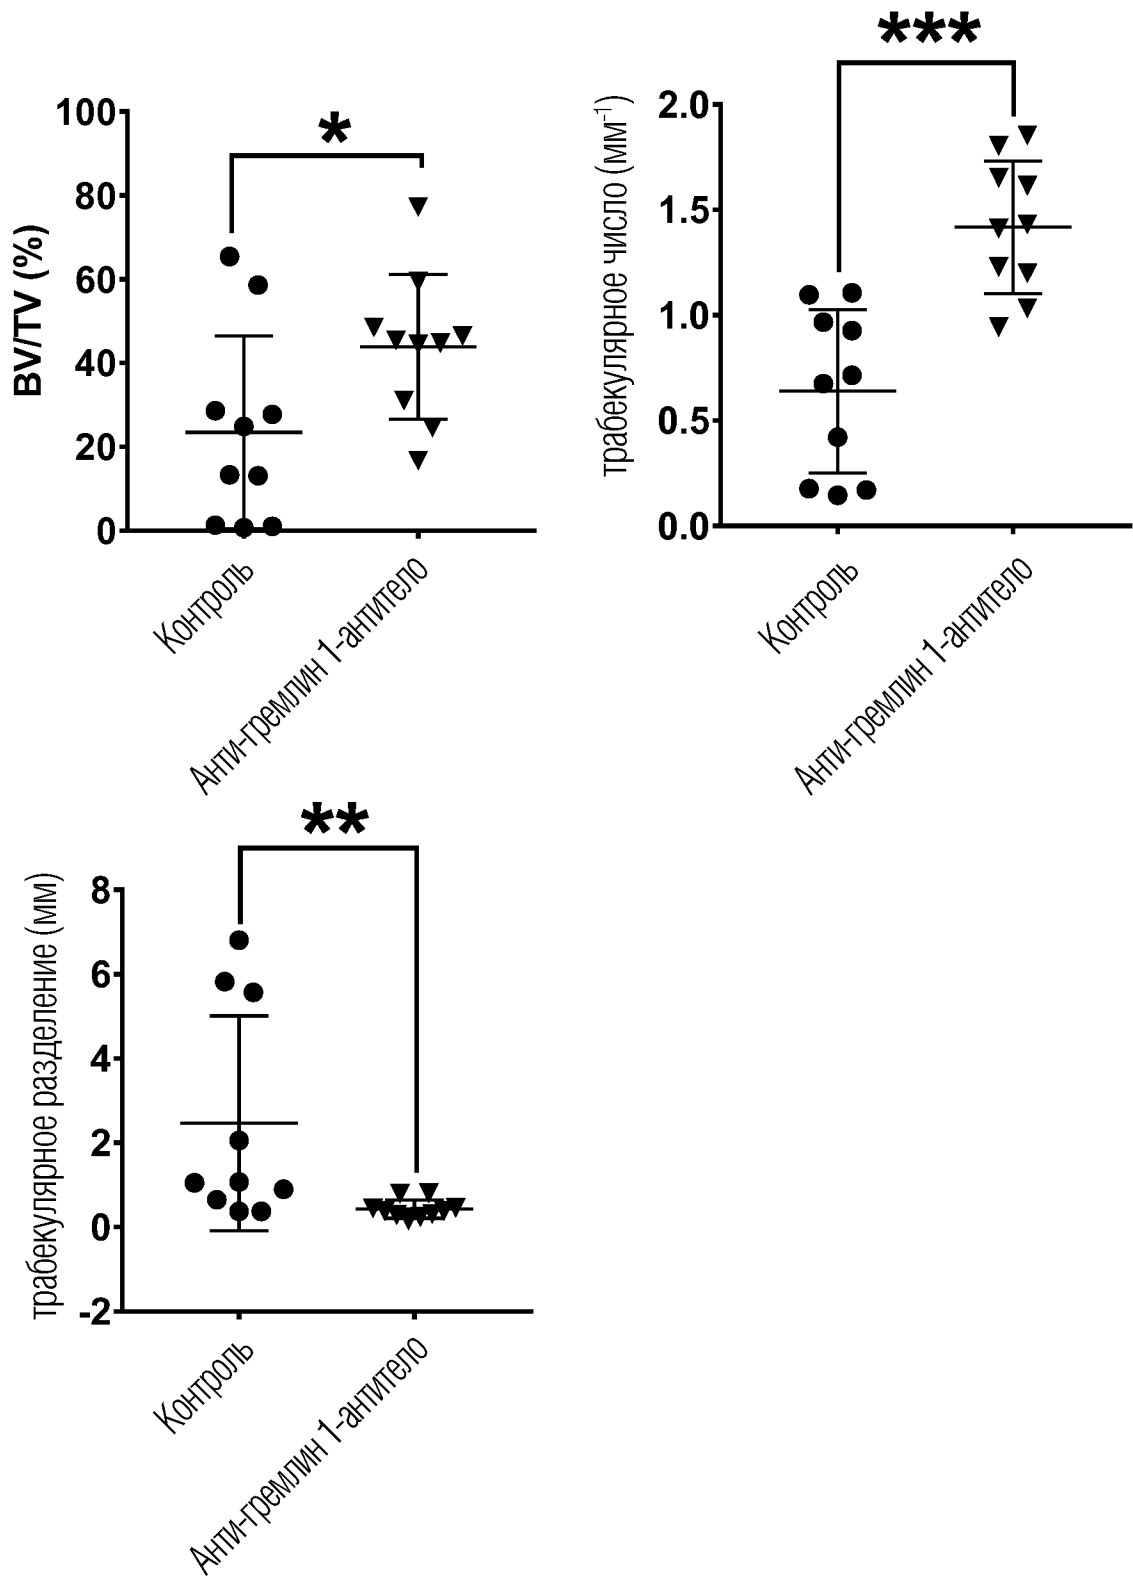 BV/TV (%)
100
80
60
40
20
0
*
Контроль
Анти-гремлин 1-антитело
трабекулярное число (мм⁻¹)
2.0
1.5
1.0
0.5
0.0
***
Контроль
Анти-гремлин 1-антитело
трабекулярное разделение (мм)
8
6
4
2
0
-2
**
Контроль
Анти-гремлин 1-антитело